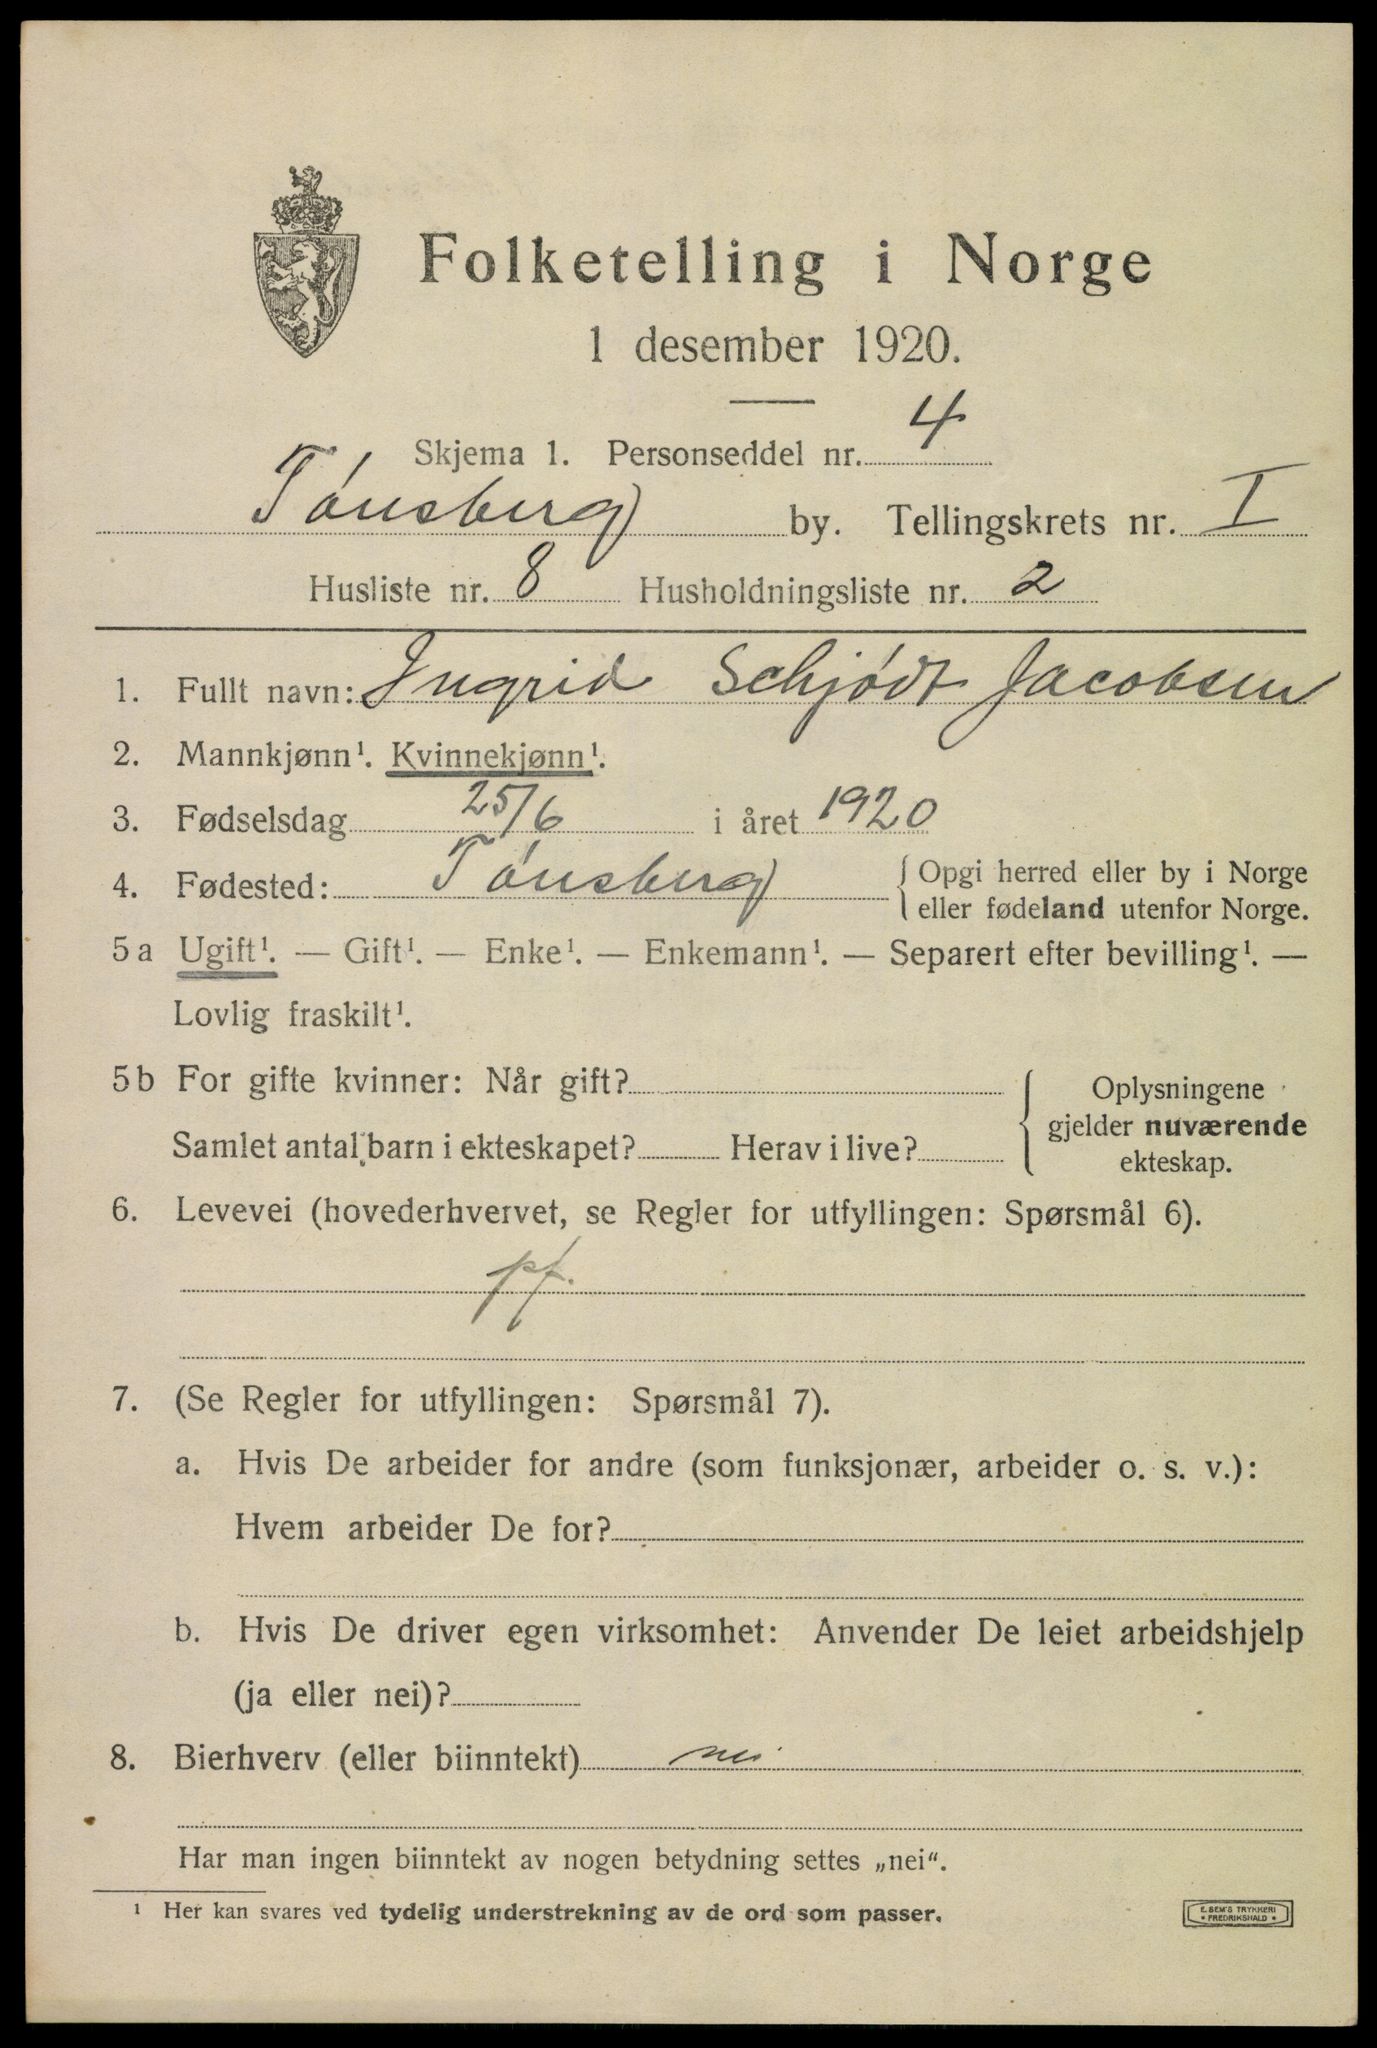 Folketelling i Norge
1 desember 1920.
Skjema 1. Personseddel nr. 4
Tønsberg by. Tellingskrets nr. I
Husliste nr. 8 Husholdningsliste nr. 2
1. Fullt navn: Ingrid Schjødt Jacobsen
2. Mannkjønn¹. Kvinnekjønn¹.
3. Fødselsdag 25/6 i året 1920
4. Fødested: Tønsberg { Opgi herred eller by i Norge
eller fødeland utenfor Norge.
5 a Ugift¹. — Gift¹. — Enke¹. — Enkemann¹. — Separert efter bevilling¹. —
Lovlig fraskilt¹.
5 b For gifte kvinner: Når gift? { Oplysningene
gjelder nuværende
ekteskap.
Samlet antal barn i ekteskapet? Herav i live?
6. Levevei (hovederhvervet, se Regler for utfyllingen: Spørsmål 6).
pf.
7. (Se Regler for utfyllingen: Spørsmål 7).
a. Hvis De arbeider for andre (som funksjonær, arbeider o. s. v.):
Hvem arbeider De for?
b. Hvis De driver egen virksomhet: Anvender De leiet arbeidshjelp
(ja eller nei)?
8. Bierhverv (eller biinntekt) nei
Har man ingen biinntekt av nogen betydning settes „nei“.
¹ Her kan svares ved tydelig understrekning av de ord som passer.
E. SEM'S TRYKKERI
• FREDRIKSHALD •